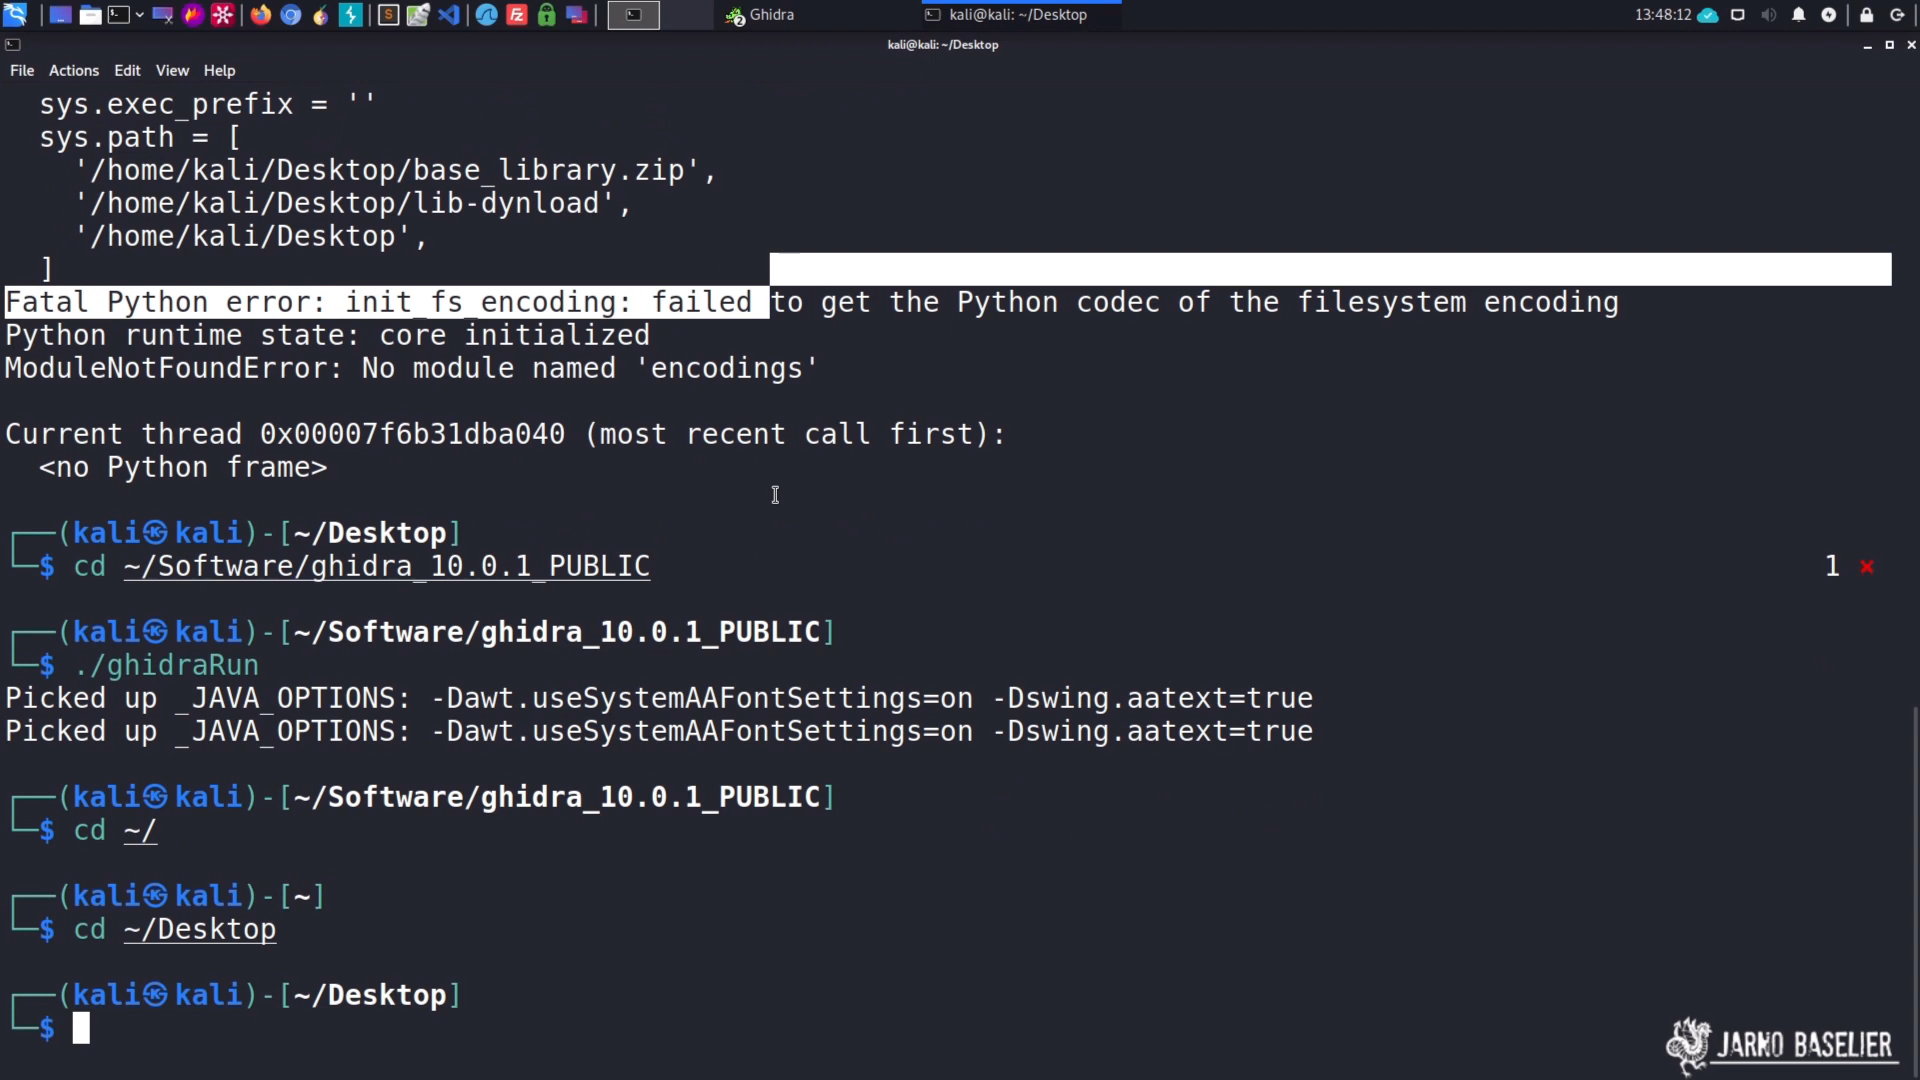 Ghidra
kali@kali: ~/Desktop
13:48:12
kali@kali: ~/Desktop
File Actions Edit View Help
sys.exec_prefix = ''
sys.path = [
'/home/kali/Desktop/base_library.zip',
'/home/kali/Desktop/lib-dynload',
'/home/kali/Desktop',
]
Fatal Python error: init_fs_encoding: failed to get the Python codec of the filesystem encoding
Python runtime state: core initialized
ModuleNotFoundError: No module named 'encodings'
Current thread 0x00007f6b31dba040 (most recent call first):
<no Python frame>
┌──(kali㉿kali)-[~/Desktop]
└─$ cd ~/Software/ghidra_10.0.1_PUBLIC 1 ⨯
┌──(kali㉿kali)-[~/Software/ghidra_10.0.1_PUBLIC]
└─$ ./ghidraRun
Picked up _JAVA_OPTIONS: -Dawt.useSystemAAFontSettings=on -Dswing.aatext=true
Picked up _JAVA_OPTIONS: -Dawt.useSystemAAFontSettings=on -Dswing.aatext=true
┌──(kali㉿kali)-[~/Software/ghidra_10.0.1_PUBLIC]
└─$ cd ~/
┌──(kali㉿kali)-[~]
└─$ cd ~/Desktop
┌──(kali㉿kali)-[~/Desktop]
└─$
JARNO BASELIER